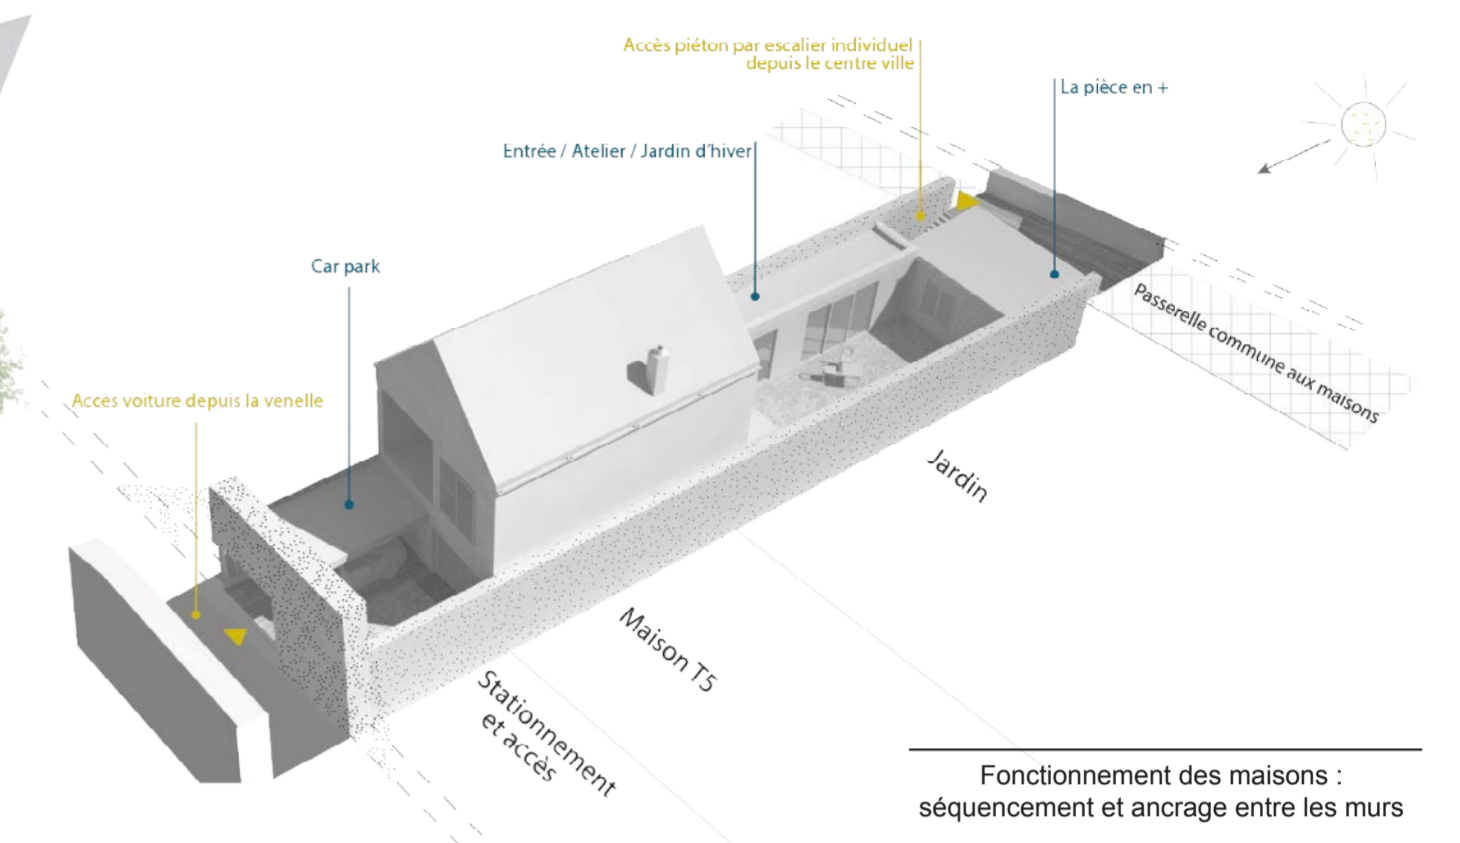 Accès piéton par escalier individuel
depuis le centre ville
La pièce en +
Entrée / Atelier / Jardin d'hiver
Car park
Accès voiture depuis la venelle
Passerelle commune aux maisons
Jardin
Maison T5
Stationnement
et accès
Fonctionnement des maisons :
séquencement et ancrage entre les murs